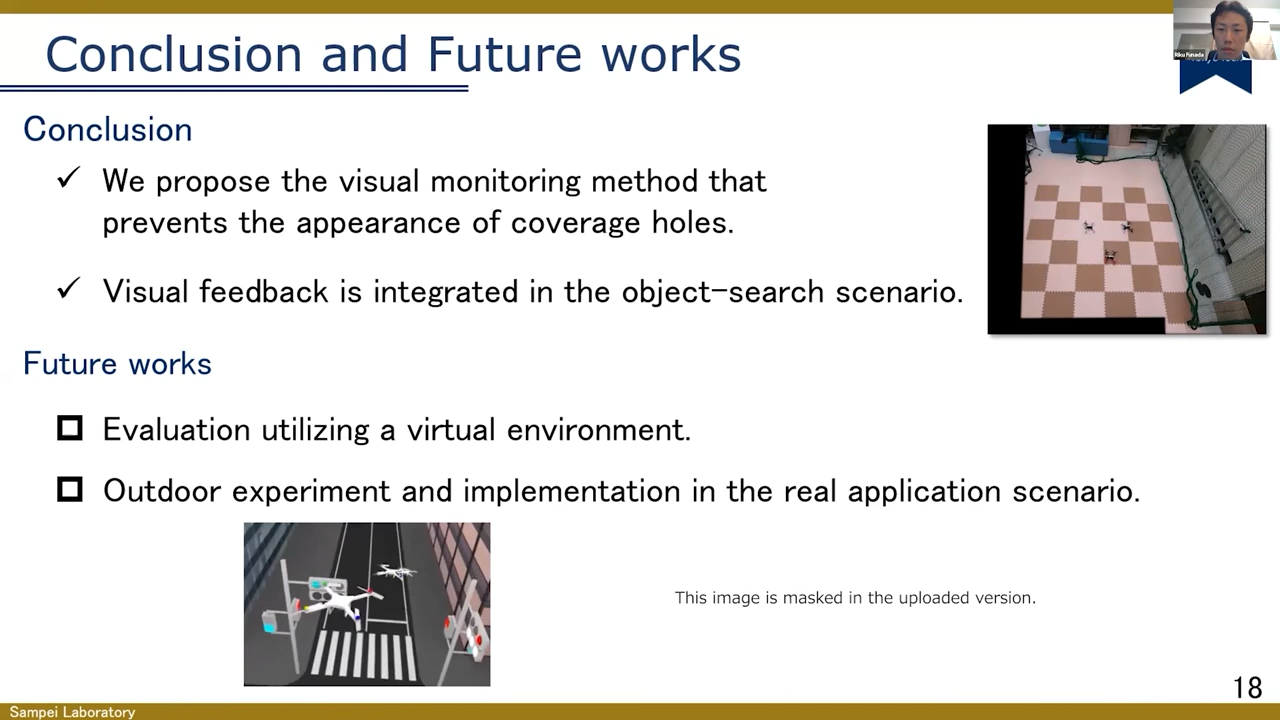 Conclusion and Future works
Riku Funada
Conclusion
We propose the visual monitoring method that
prevents the appearance of coverage holes.
Visual feedback is integrated in the object-search scenario.
Future works
Evaluation utilizing a virtual environment.
Outdoor experiment and implementation in the real application scenario.
This image is masked in the uploaded version.
18
Sampei Laboratory